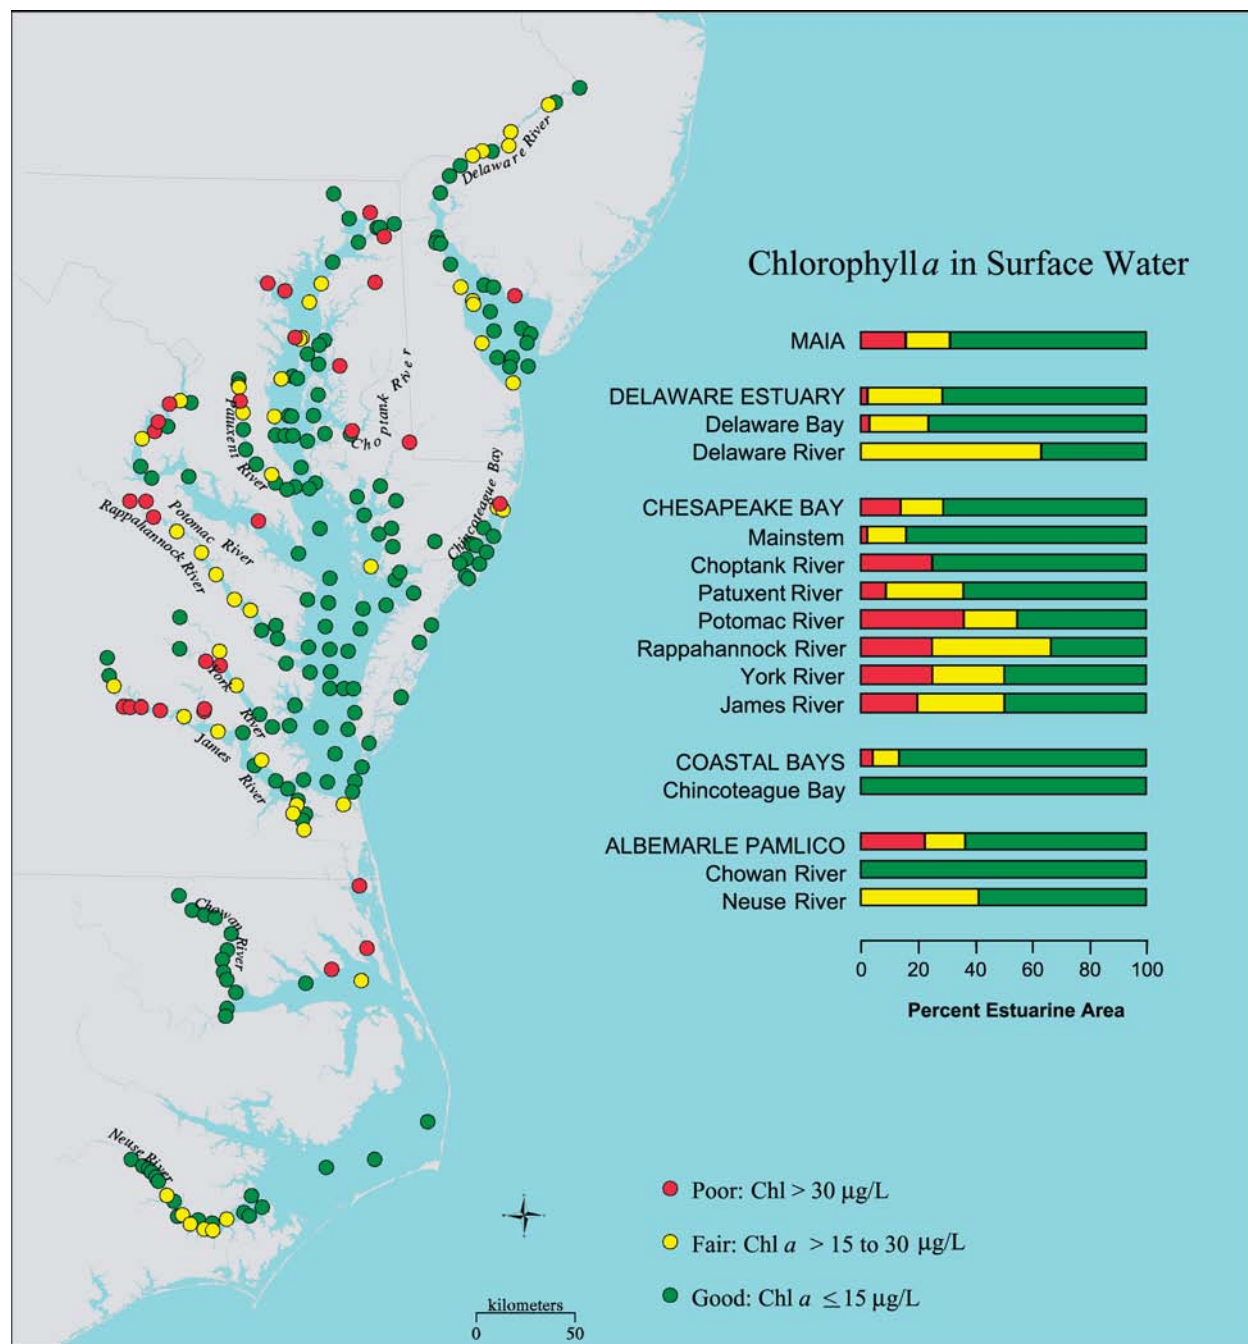 Delaware River
Chlorophyll a in Surface Water
MAIA
DELAWARE ESTUARY
Delaware Bay
Delaware River
CHESAPEAKE BAY
Mainstem
Choptank River
Patuxent River
Potomac River
Rappahannock River
York River
James River
COASTAL BAYS
Chincoteague Bay
ALBEMARLE PAMLICO
Chowan River
Neuse River
0 20 40 60 80 100
Percent Estuarine Area
Choptank River
Patuxent River
Chincoteague Bay
Potomac River
Rappahannock River
York River
James River
Chowan River
Neuse River
Poor: Chl > 30 µg/L
Fair: Chl a > 15 to 30 µg/L
Good: Chl a ≤ 15 µg/L
kilometers
0 50